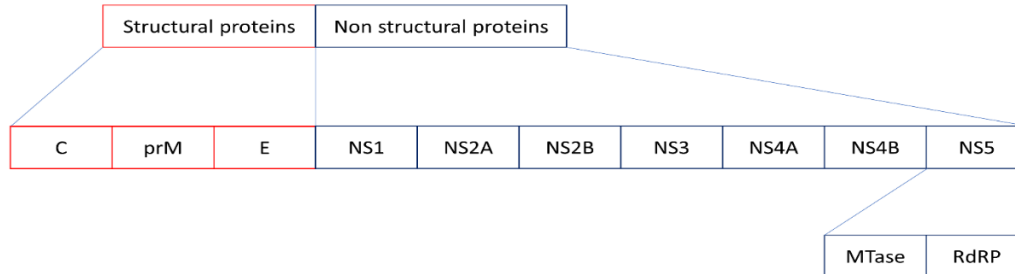 Structural proteins Non structural proteins
C prM E NS1 NS2A NS2B NS3 NS4A NS4B NS5
MTase RdRP